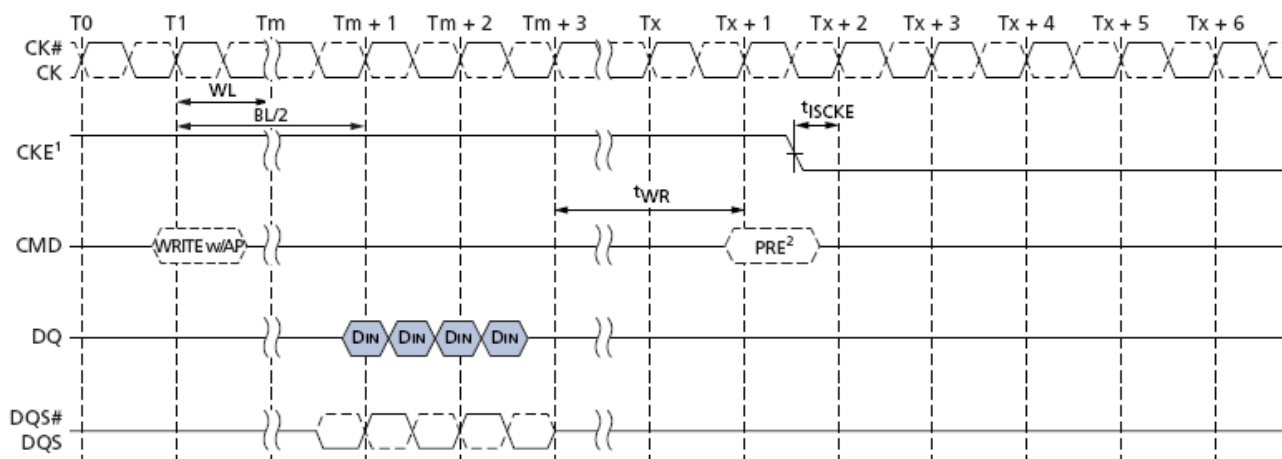 T0 T1 Tm Tm + 1 Tm + 2 Tm + 3 Tx Tx + 1 Tx + 2 Tx + 3 Tx + 4 Tx + 5 Tx + 6
CK#
CK
WL
BL/2
tISCKE
CKE1
tWR
CMD WRITE w/AP PRE2
DQ DIN DIN DIN DIN
DQS#
DQS